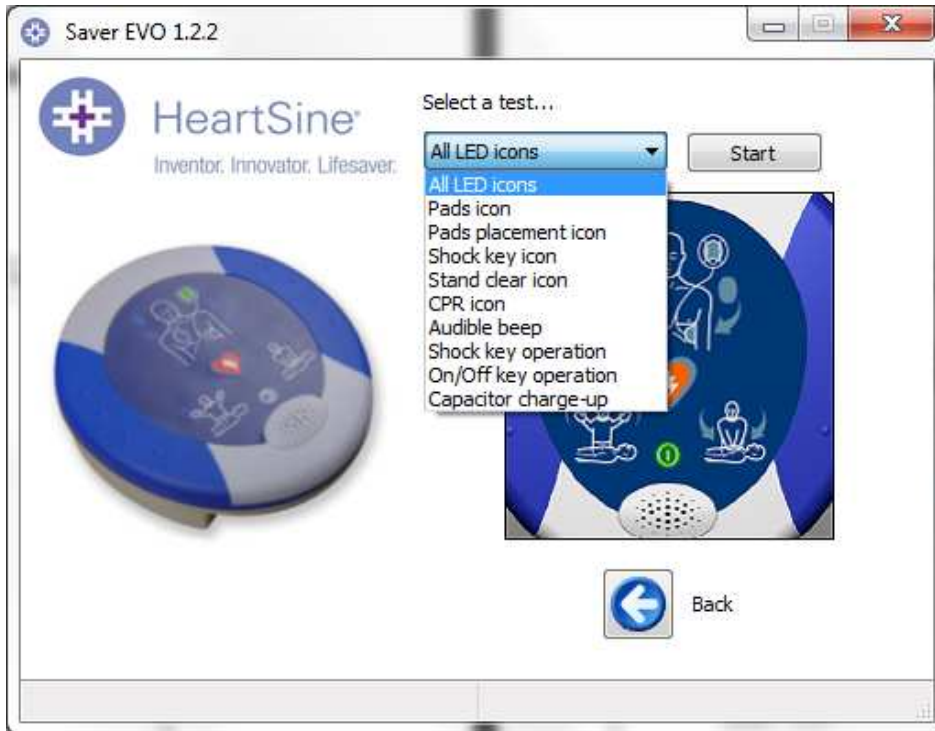 Saver EVO 1.2.2
HeartSine®
Inventor. Innovator. Lifesaver.
Select a test...
All LED icons
Start
All LED icons
Pads icon
Pads placement icon
Shock key icon
Stand clear icon
CPR icon
Audible beep
Shock key operation
On/Off key operation
Capacitor charge-up
Back